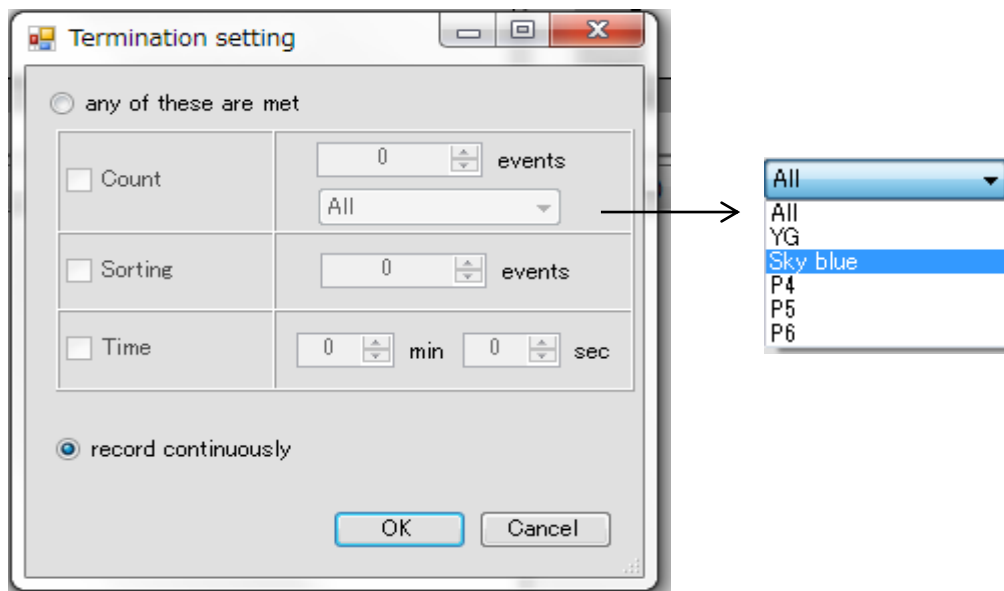 Termination setting
any of these are met
Count
0 events
All
Sorting
0 events
Time
0 min 0 sec
record continuously
OK Cancel
All
All
YG
Sky blue
P4
P5
P6